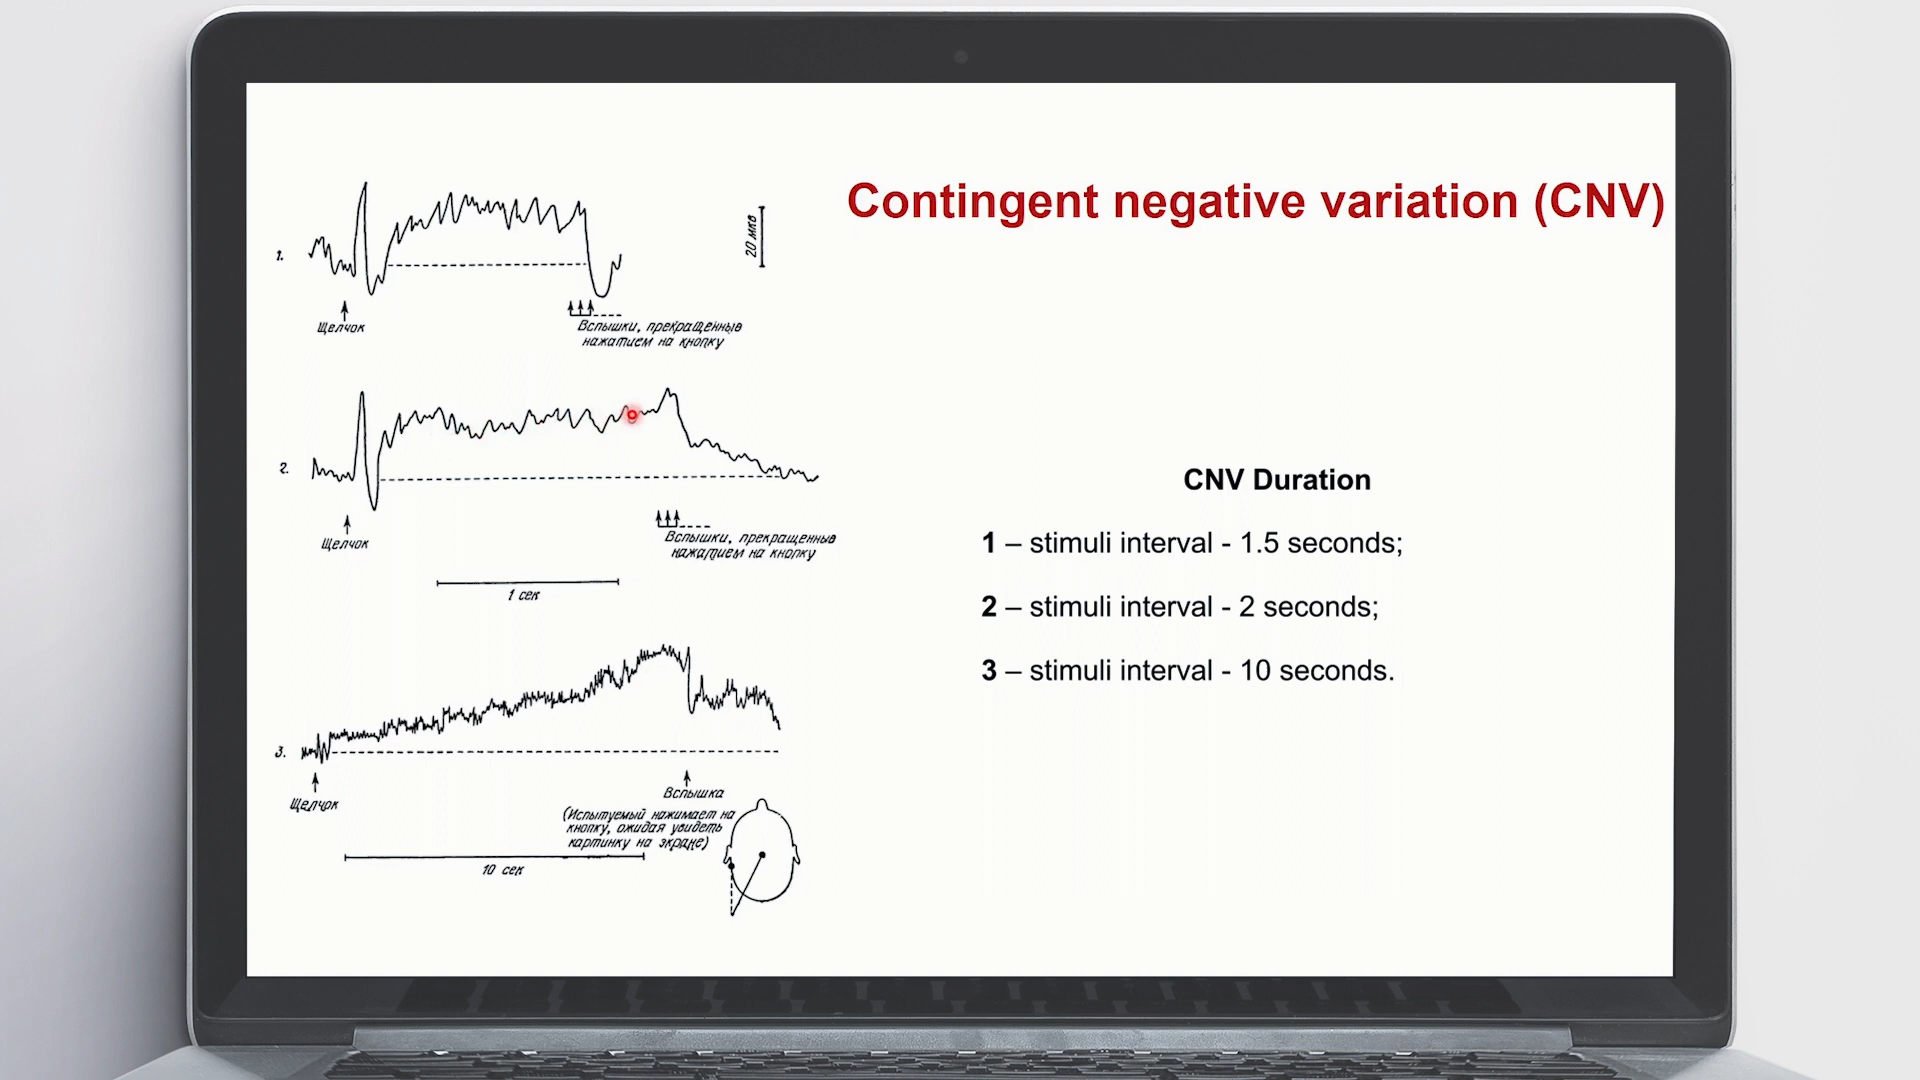 Contingent negative variation (CNV)
20 мкв
1.
Щелчок
Вспышки, прекращенные
нажатием на кнопку
2.
Щелчок
Вспышки, прекращенные
нажатием на кнопку
1 сек
3.
Щелчок
Вспышка
(Испытуемый нажимает на
кнопку, ожидая увидеть
картинку на экране)
10 сек
CNV Duration
1 – stimuli interval - 1.5 seconds;
2 – stimuli interval - 2 seconds;
3 – stimuli interval - 10 seconds.